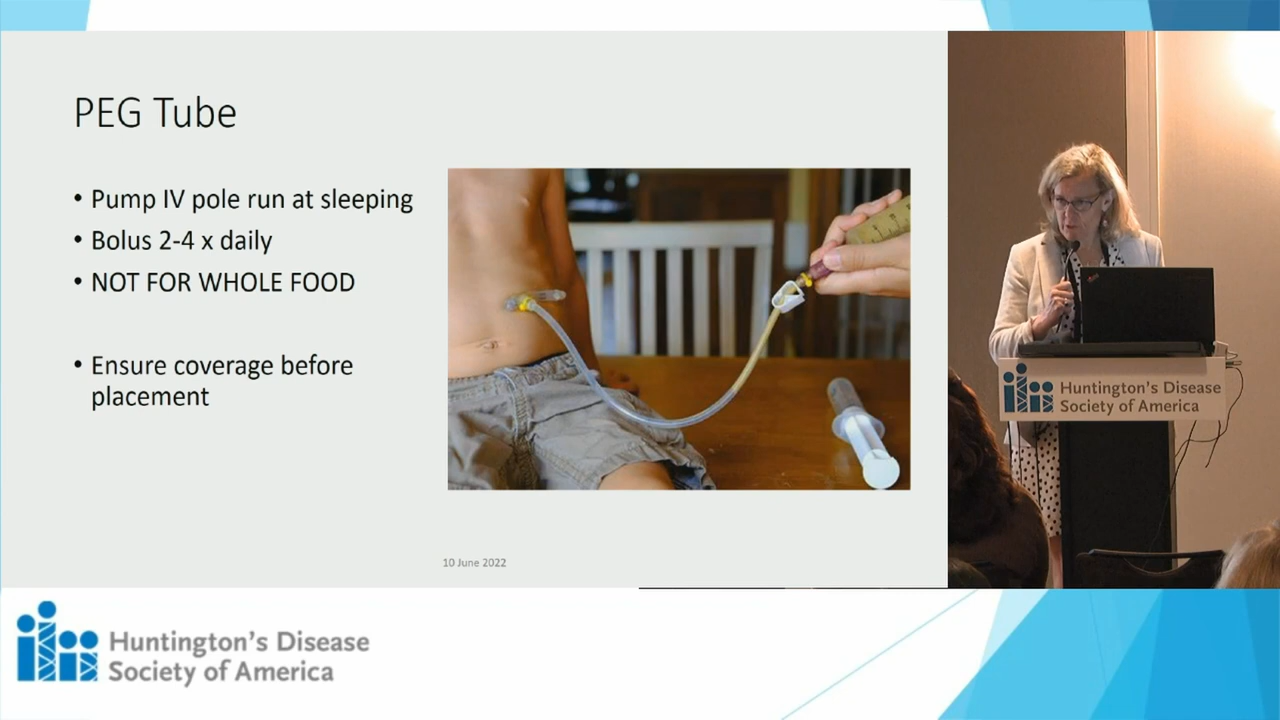 PEG Tube
• Pump IV pole run at sleeping
• Bolus 2-4 x daily
• NOT FOR WHOLE FOOD
• Ensure coverage before
placement
10 June 2022
Huntington's Disease
Society of America
Huntington's Disease
Society of America